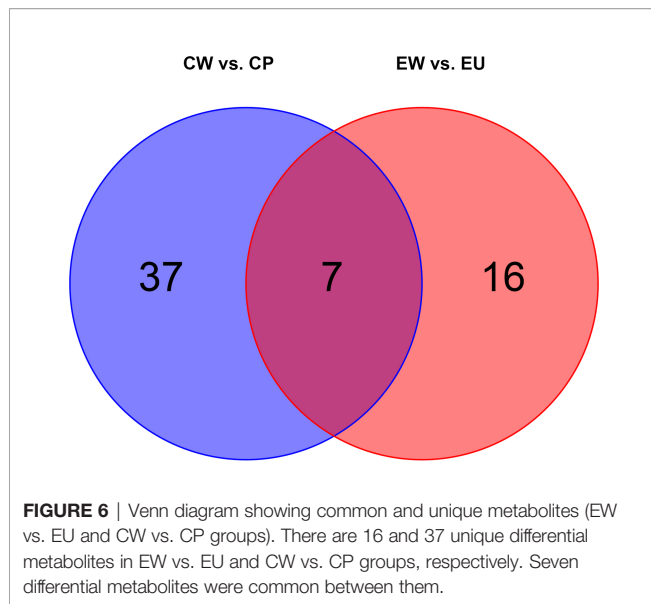 CW vs. CP EW vs. EU
37 7 16
FIGURE 6 | Venn diagram showing common and unique metabolites (EW
vs. EU and CW vs. CP groups). There are 16 and 37 unique differential
metabolites in EW vs. EU and CW vs. CP groups, respectively. Seven
differential metabolites were common between them.